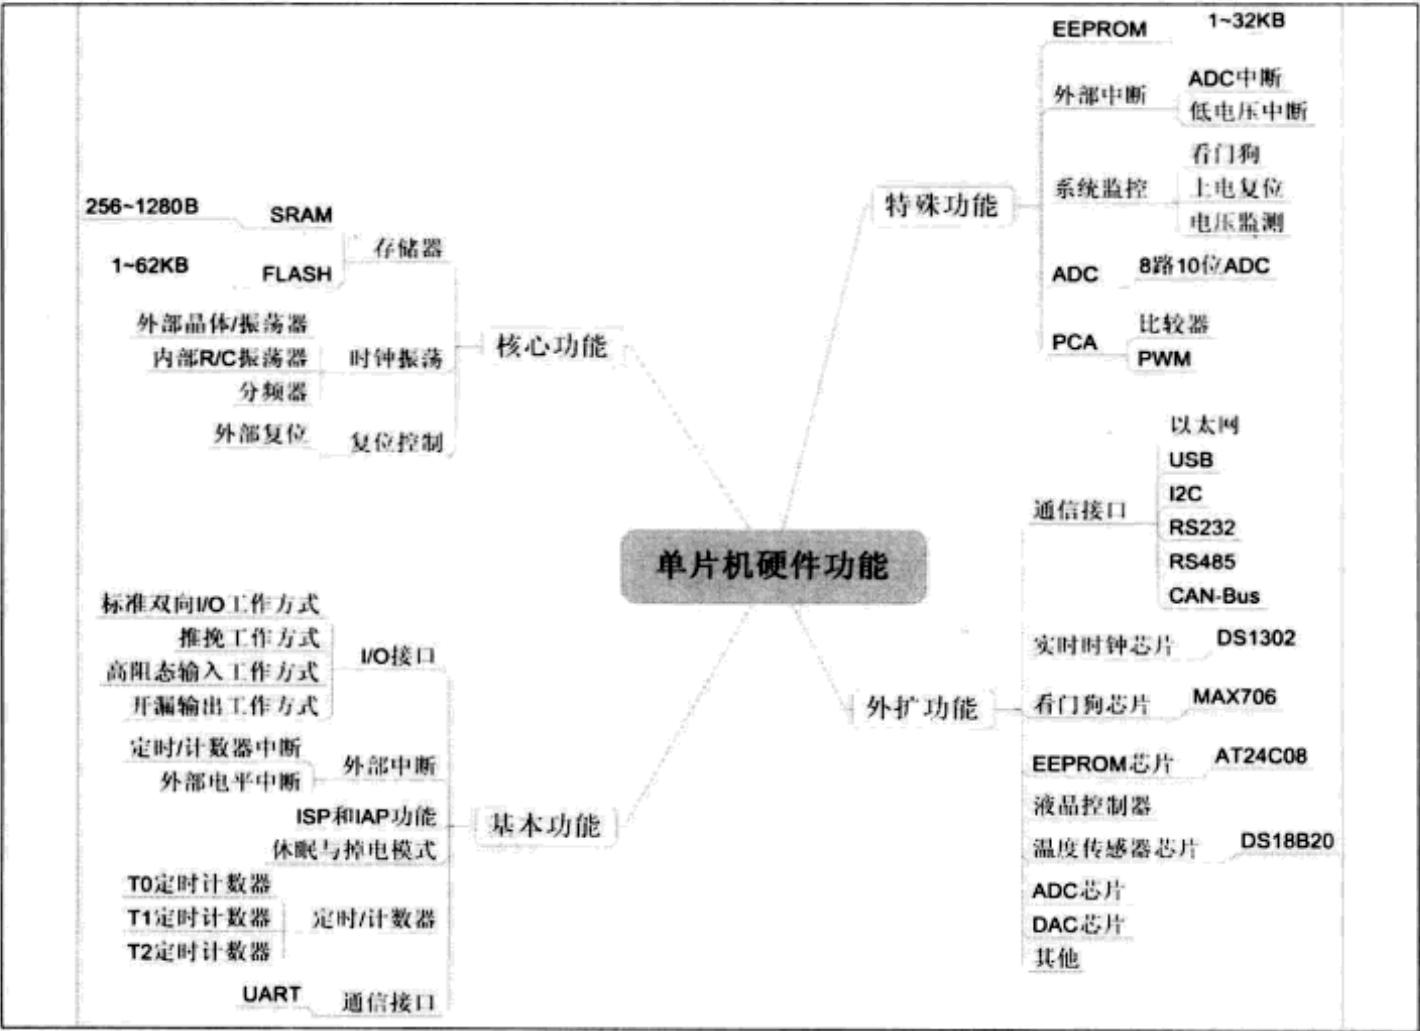 单片机硬件功能
核心功能
存储器
SRAM
256~1280B
FLASH
1~62KB
时钟振荡
外部晶体/振荡器
内部R/C振荡器
分频器
复位控制
外部复位
基本功能
I/O接口
标准双向I/O工作方式
推挽工作方式
高阻态输入工作方式
开漏输出工作方式
外部中断
定时/计数器中断
外部电平中断
ISP和IAP功能
休眠与掉电模式
定时/计数器
T0定时计数器
T1定时计数器
T2定时计数器
通信接口
UART
特殊功能
EEPROM
1~32KB
外部中断
ADC中断
低电压中断
系统监控
看门狗
上电复位
电压监测
ADC
8路10位ADC
PCA
比较器
PWM
外扩功能
通信接口
以太网
USB
I2C
RS232
RS485
CAN-Bus
实时时钟芯片
DS1302
看门狗芯片
MAX706
EEPROM芯片
AT24C08
液晶控制器
温度传感器芯片
DS18B20
ADC芯片
DAC芯片
其他